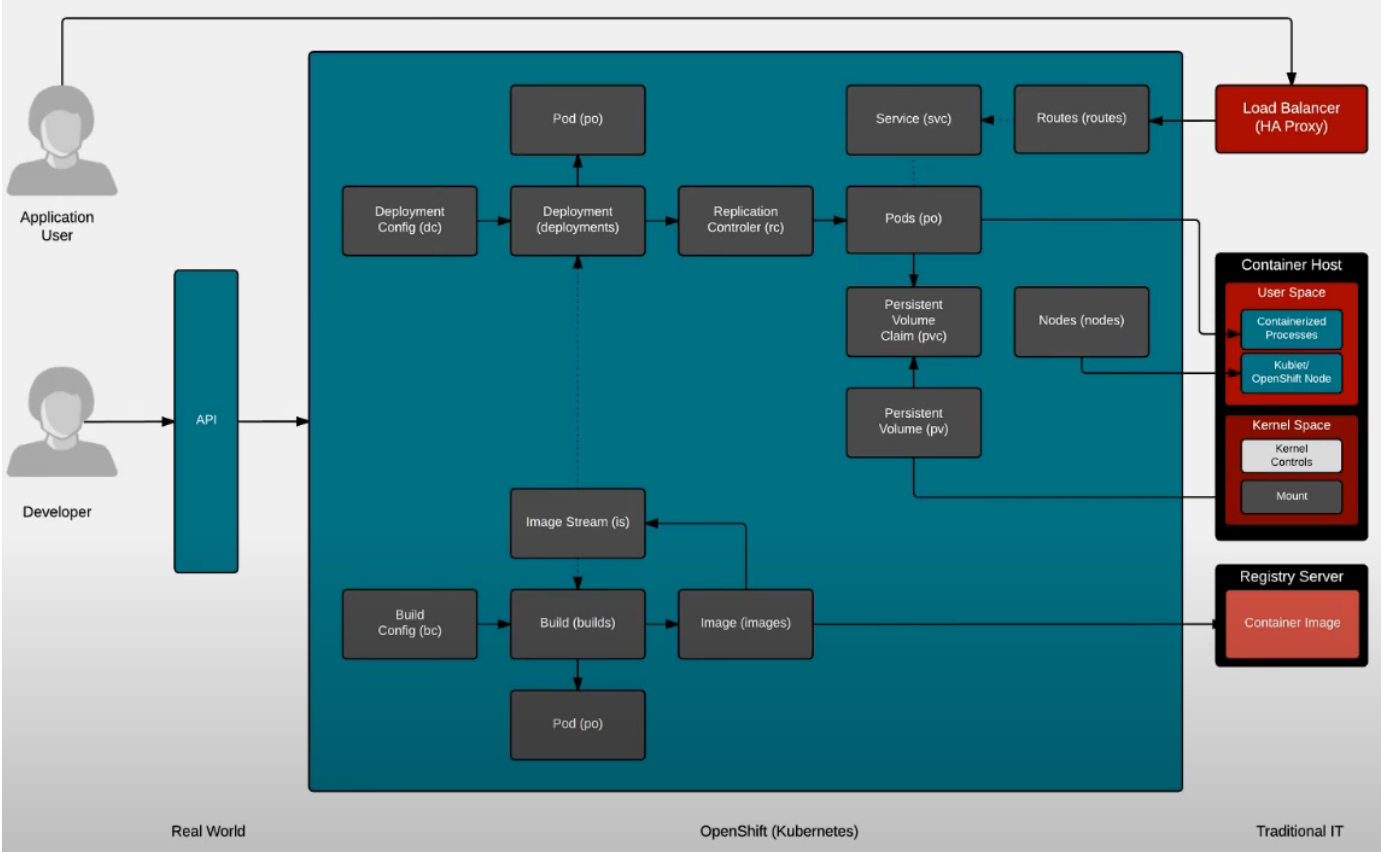 Pod (po)
Service (svc)
Routes (routes)
Load Balancer
(HA Proxy)
Application
User
Deployment
Config (dc)
Deployment
(deployments)
Replication
Controler (rc)
Pods (po)
Container Host
User Space
Containerized
Processes
Kublet/
OpenShift Node
Kernel Space
Kernel
Controls
Mount
Persistent
Volume
Claim (pvc)
Nodes (nodes)
API
Persistent
Volume (pv)
Developer
Image Stream (is)
Registry Server
Container Image
Build
Config (bc)
Build (builds)
Image (images)
Pod (po)
Real World
OpenShift (Kubernetes)
Traditional IT